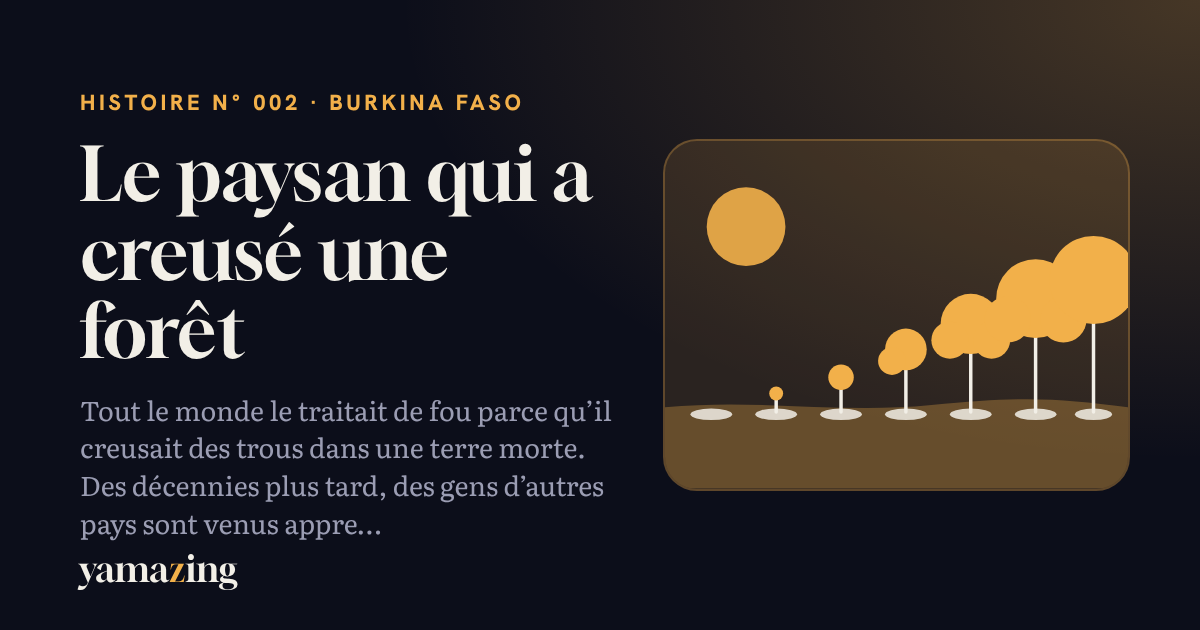 HISTOIRE N° 002 · BURKINA FASO
Le paysan qui a
creusé une
forêt
Tout le monde le traitait de fou parce qu’il
creusait des trous dans une terre morte.
Des décennies plus tard, des gens d’autres
pays sont venus appre…
yamazing